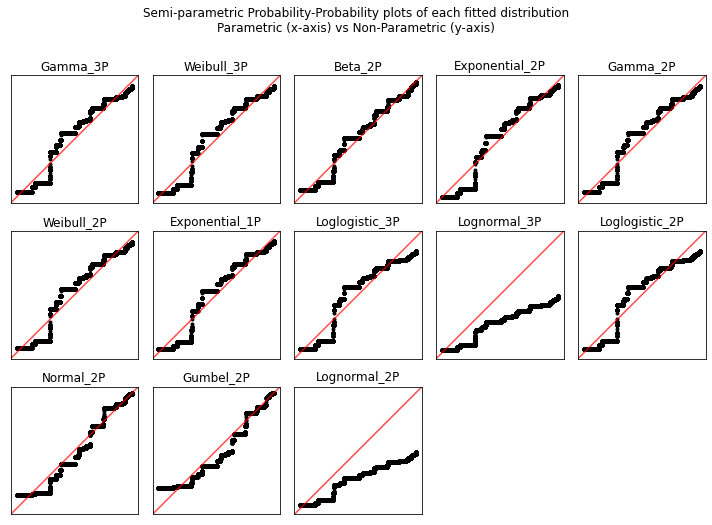 Semi-parametric Probability-Probability plots of each fitted distribution
Parametric (x-axis) vs Non-Parametric (y-axis)
Gamma_3P
Weibull_3P
Beta_2P
Exponential_2P
Gamma_2P
Weibull_2P
Exponential_1P
Loglogistic_3P
Lognormal_3P
Loglogistic_2P
Normal_2P
Gumbel_2P
Lognormal_2P